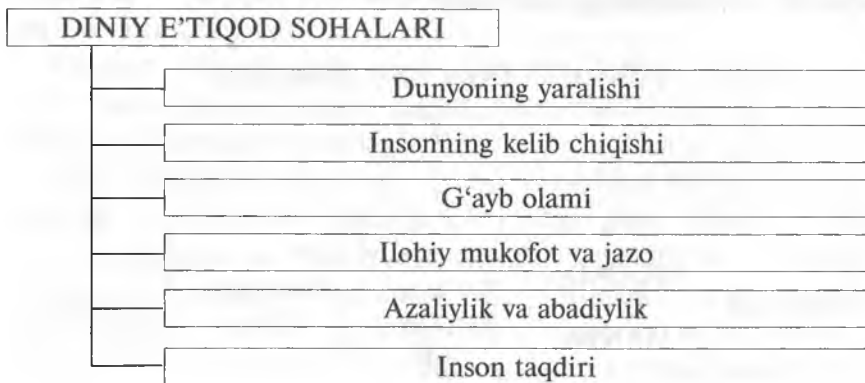 DINIY E'TIQOD SOHALARI
Dunyoning yaralishi
Insonning kelib chiqishi
G‘ayb olami
Ilohiy mukofot va jazo
Azaliylik va abadiylik
Inson taqdiri